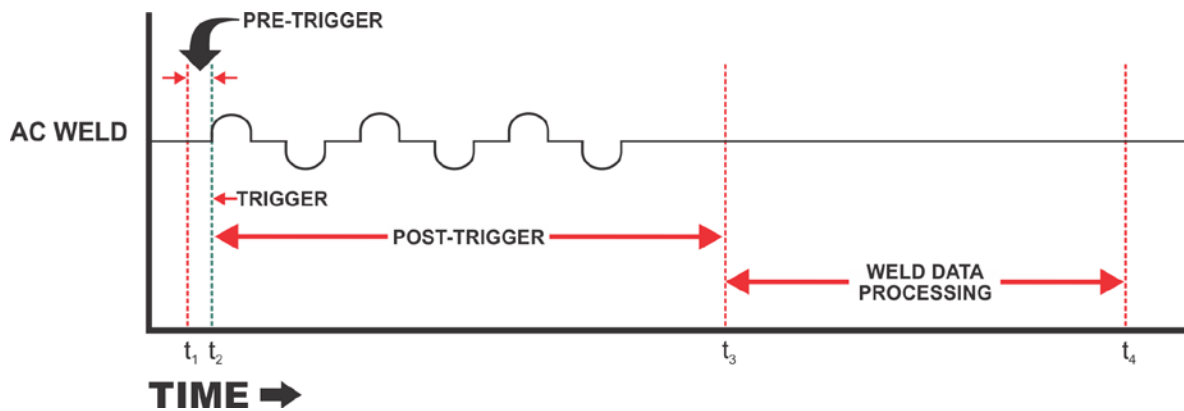 PRE-TRIGGER
AC WELD
TRIGGER
POST-TRIGGER
WELD DATA
PROCESSING
t₁ t₂ t₃ t₄
TIME